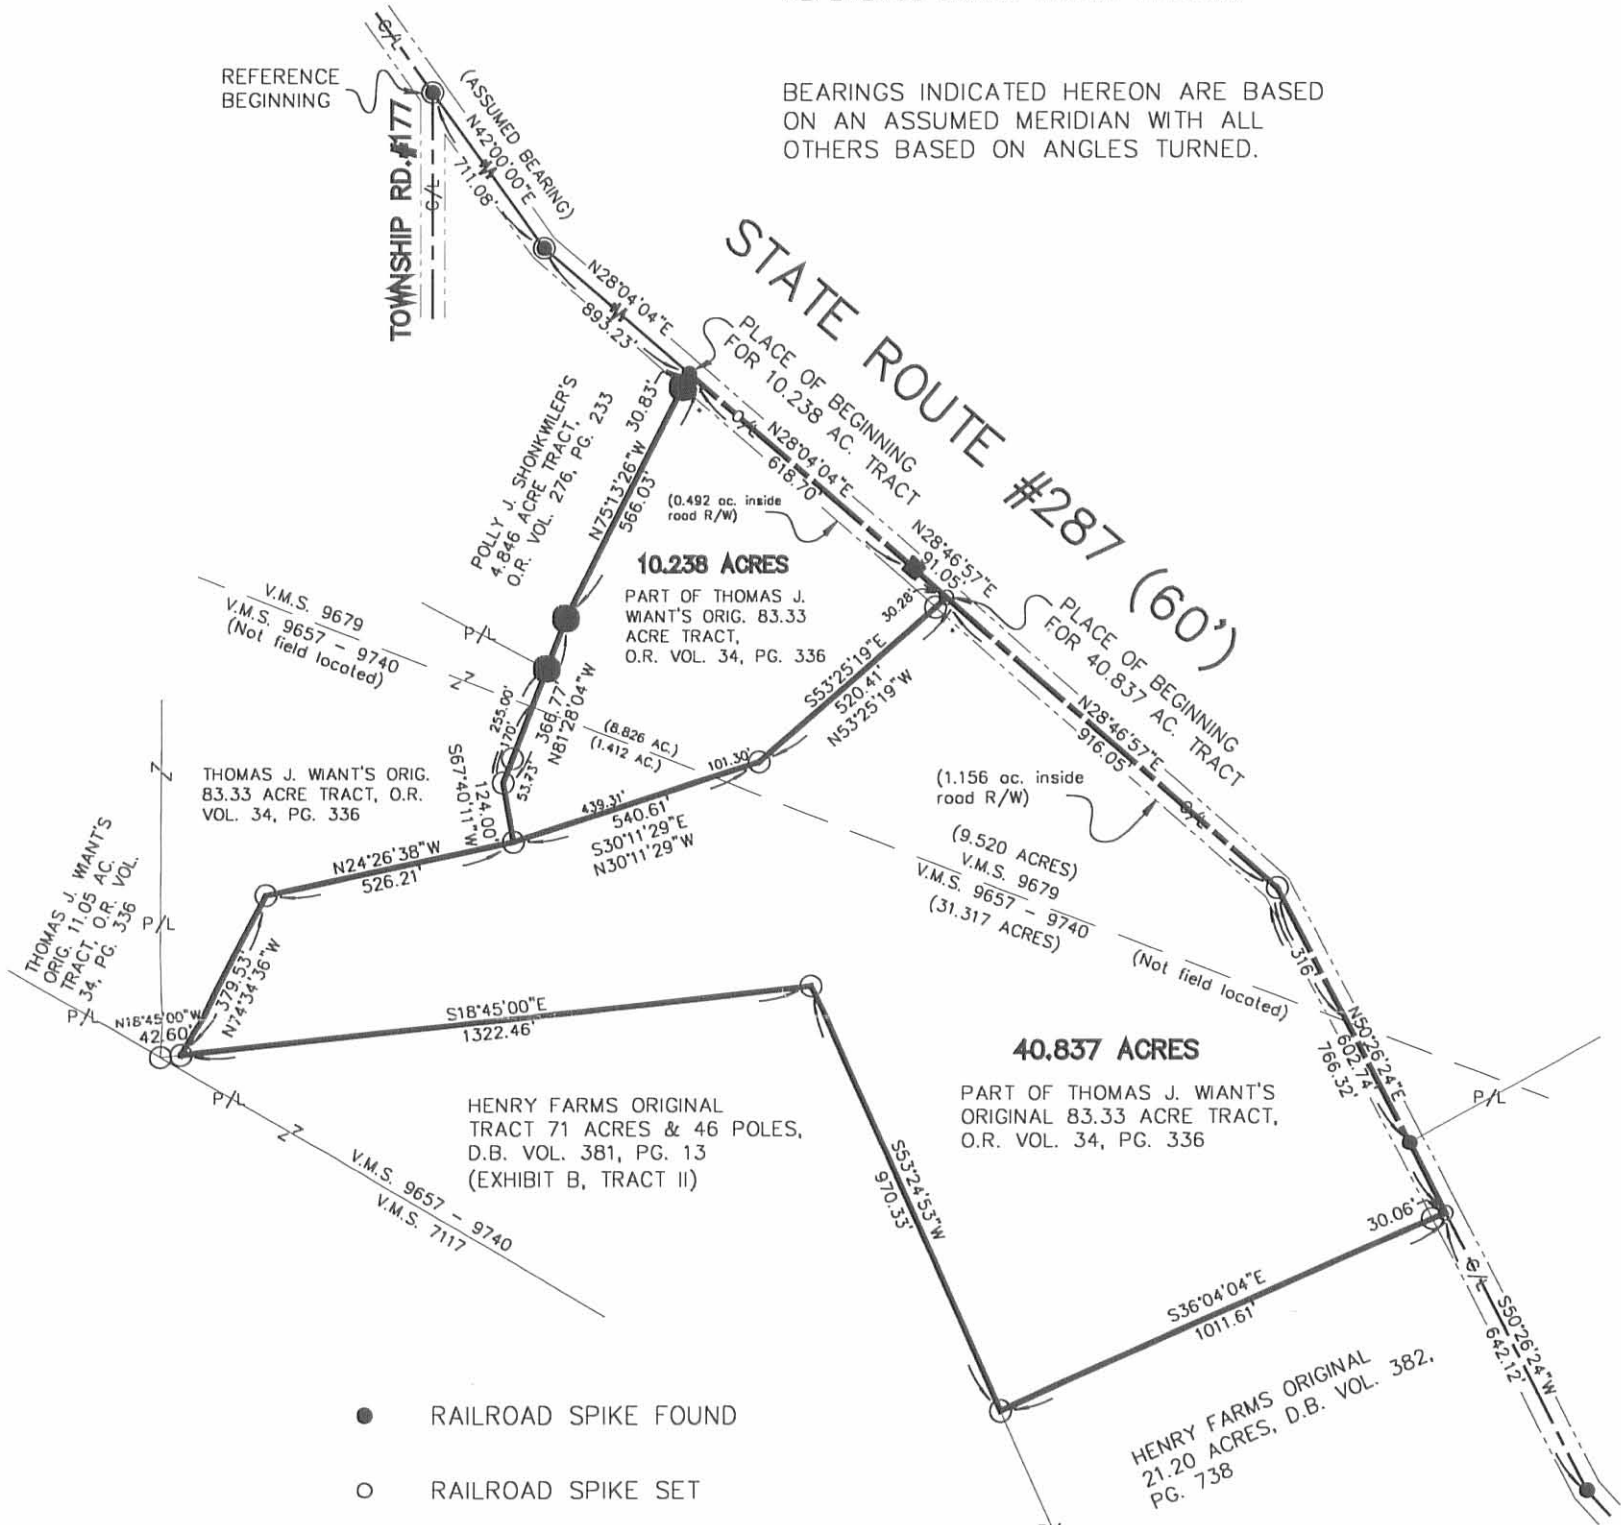 BEARINGS INDICATED HEREON ARE BASED
ON AN ASSUMED MERIDIAN WITH ALL
OTHERS BASED ON ANGLES TURNED.
REFERENCE
BEGINNING
C/L
(ASSUMED BEARING)
N42°00'00"E
711.08'
TOWNSHIP RD. #177
C/L
STATE ROUTE #287 (60')
N28°04'04"E
893.23'
PLACE OF BEGINNING
FOR 10.238 AC. TRACT
30.83'
C/L
N28°04'04"E
618.70'
POLLY J. SHONKWILER'S
4.846 ACRE TRACT,
O.R. VOL. 276, PG. 233
N75°13'26"W
566.03'
(0.492 ac. inside
road R/W)
10.238 ACRES
PART OF THOMAS J.
WIANT'S ORIG. 83.33
ACRE TRACT,
O.R. VOL. 34, PG. 336
N28°46'57"E
91.05'
30.28'
PLACE OF BEGINNING
FOR 40.837 AC. TRACT
V.M.S. 9679
V.M.S. 9657 - 9740
(Not field located)
P/L
Z
S53°25'19"E
520.41'
N53°25'19"W
255.00'
170'
366.77'
N81°28'04"W
53.73'
(8.826 AC.)
(1.412 AC.)
S67°40'11"W
124.00'
101.30'
439.31'
540.61'
S30°11'29"E
N30°11'29"W
N28°46'57"E
916.05'
C/L
(1.156 ac. inside
road R/W)
Z
THOMAS J. WIANT'S ORIG.
83.33 ACRE TRACT, O.R.
VOL. 34, PG. 336
(9.520 ACRES)
V.M.S. 9679
V.M.S. 9657 - 9740
(31.317 ACRES)
(Not field located)
N24°26'38"W
526.21'
THOMAS J. WIANT'S
ORIG. 11.05 AC.
TRACT, O.R. VOL.
34, PG. 336
P/L
P/L
379.53'
N74°34'36"W
N18°45'00"W
42.60'
S18°45'00"E
1322.46'
316'
N50°26'24"E
602.74'
766.32'
P/L
40.837 ACRES
PART OF THOMAS J. WIANT'S
ORIGINAL 83.33 ACRE TRACT,
O.R. VOL. 34, PG. 336
P/L
Z
HENRY FARMS ORIGINAL
TRACT 71 ACRES & 46 POLES,
D.B. VOL. 381, PG. 13
(EXHIBIT B, TRACT II)
V.M.S. 9657 - 9740
V.M.S. 7117
S53°24'53"W
970.33'
30.06'
S36°04'04"E
1011.61'
C/L
S50°26'24"W
642.12'
HENRY FARMS ORIGINAL
21.20 ACRES, D.B. VOL. 382,
PG. 738
RAILROAD SPIKE FOUND
RAILROAD SPIKE SET